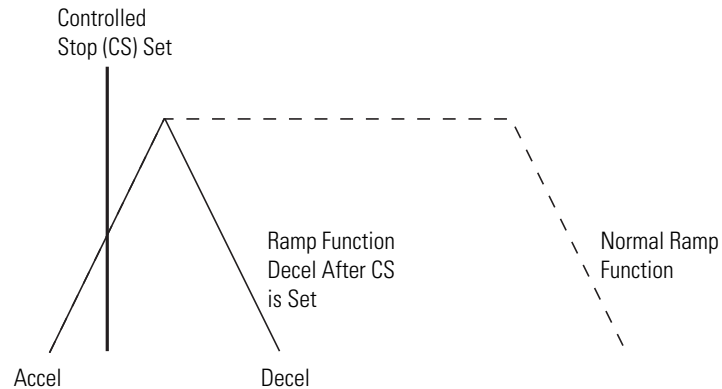 Controlled
Stop (CS) Set
Ramp Function
Decel After CS
is Set
Normal Ramp
Function
Accel
Decel